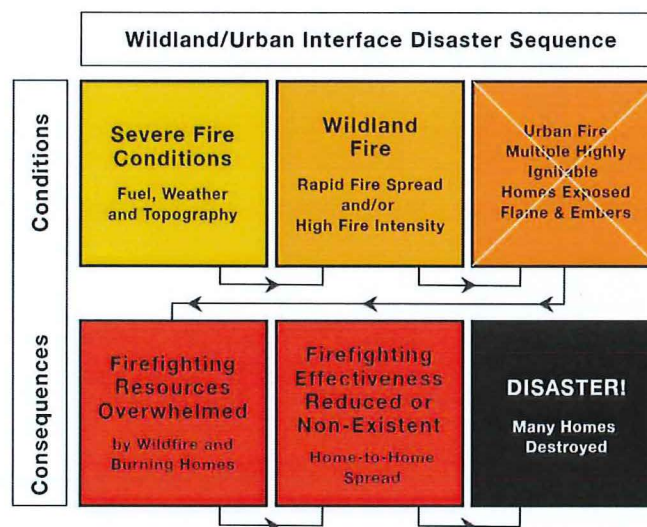 Wildland/Urban Interface Disaster Sequence
Conditions
Severe Fire
Conditions
Fuel, Weather
and Topography
Wildland
Fire
Rapid Fire Spread
and/or
High Fire Intensity
Urban Fire
Multiple Highly
Ignitable
Homes Exposed
Flame & Embers
Consequences
Firefighting
Resources
Overwhelmed
by Wildfire and
Burning Homes
Firefighting
Effectiveness
Reduced or
Non-Existent
Home-to-Home
Spread
DISASTER!
Many Homes
Destroyed